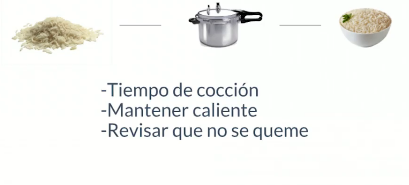 -Tiempo de cocción
-Mantener caliente
-Revisar que no se queme